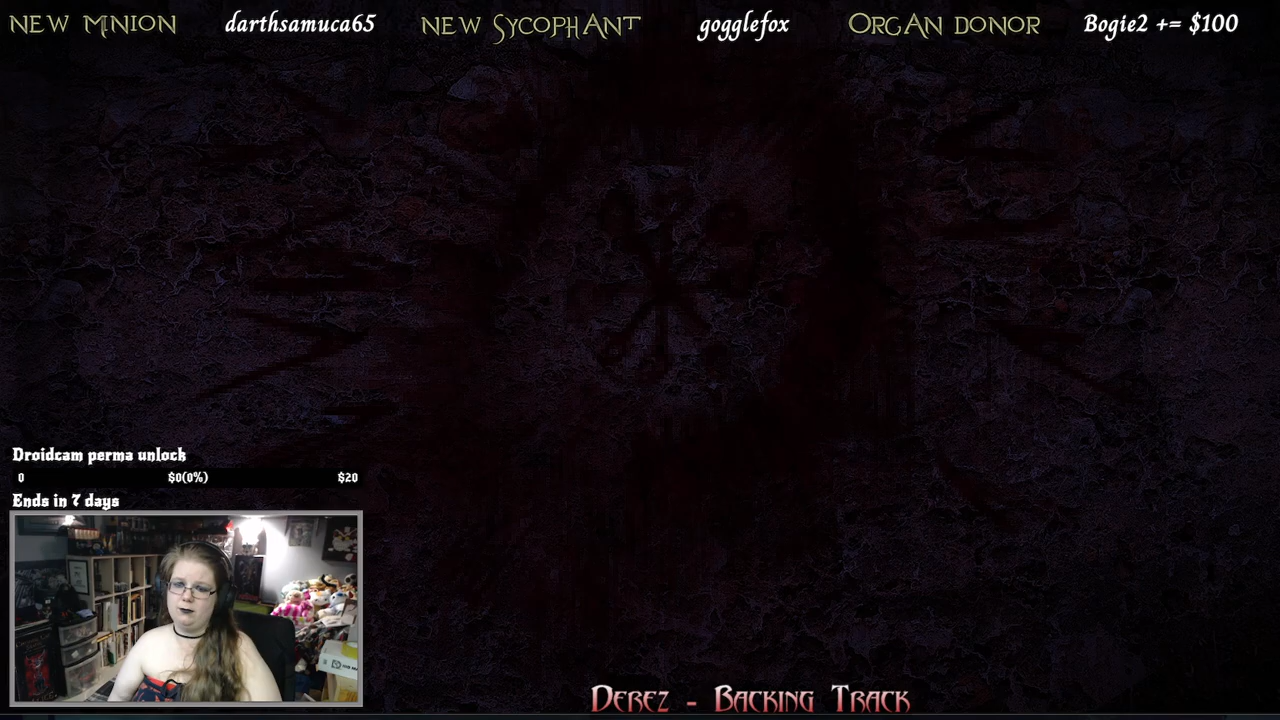 NEW MINION darthsamuca65 NEW SYCOPHANT gogglefox ORGAN DONOR Bogie2 += $100
Droidcam perma unlock
0 $0(0%) $20
Ends in 7 days
Derez - Backing Track